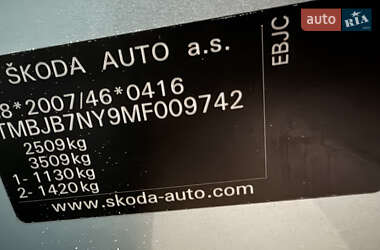 auto RIA.com
ŠKODA AUTO a.s.
8*2007/46*0416
TMBJB7NY9MF009742
2509kg
3509kg
1- 1130kg
2- 1420kg
www.skoda-auto.com
EBJC